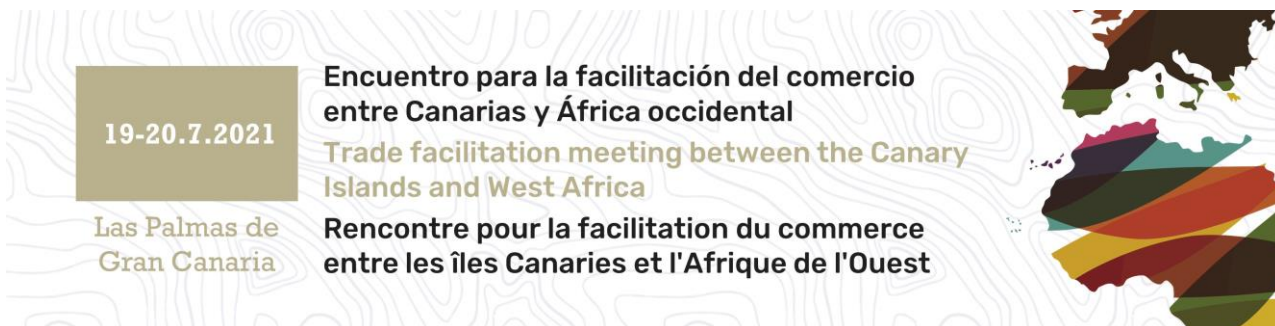 19-20.7.2021
Las Palmas de
Gran Canaria
Encuentro para la facilitación del comercio
entre Canarias y África occidental
Trade facilitation meeting between the Canary
Islands and West Africa
Rencontre pour la facilitation du commerce
entre les îles Canaries et l'Afrique de l'Ouest